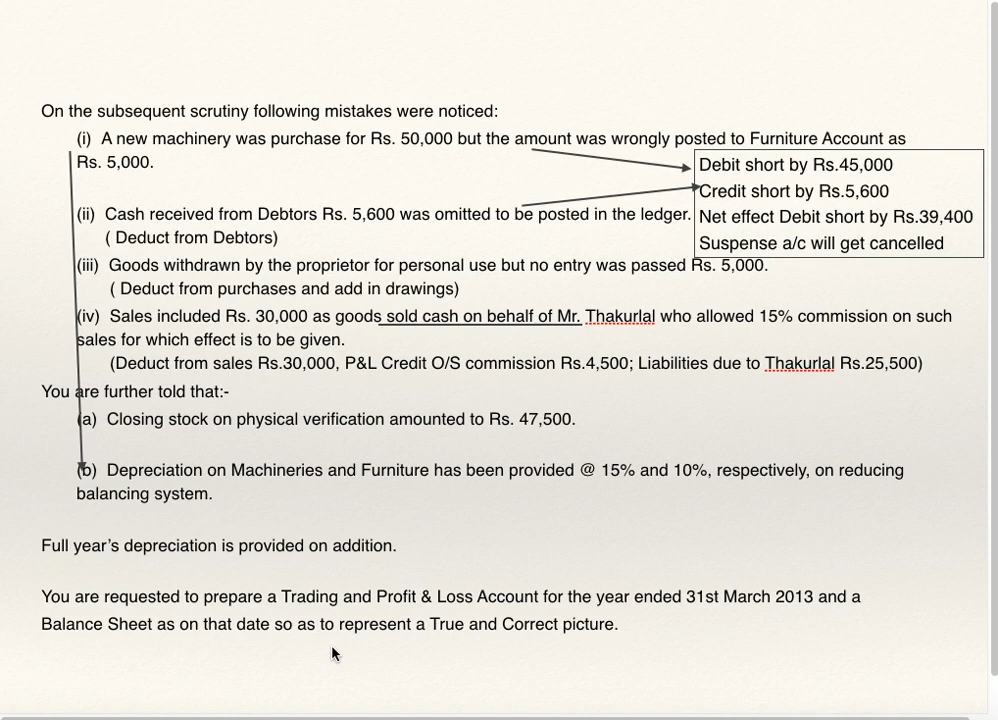 On the subsequent scrutiny following mistakes were noticed:
(i) A new machinery was purchase for Rs. 50,000 but the amount was wrongly posted to Furniture Account as
Rs. 5,000.
Debit short by Rs.45,000
Credit short by Rs.5,600
(ii) Cash received from Debtors Rs. 5,600 was omitted to be posted in the ledger.
Net effect Debit short by Rs.39,400
( Deduct from Debtors)
Suspense a/c will get cancelled
(iii) Goods withdrawn by the proprietor for personal use but no entry was passed Rs. 5,000.
( Deduct from purchases and add in drawings)
(iv) Sales included Rs. 30,000 as goods sold cash on behalf of Mr. Thakurlal who allowed 15% commission on such
sales for which effect is to be given.
(Deduct from sales Rs.30,000, P&L Credit O/S commission Rs.4,500; Liabilities due to Thakurlal Rs.25,500)
You are further told that:-
(a) Closing stock on physical verification amounted to Rs. 47,500.
(b) Depreciation on Machineries and Furniture has been provided @ 15% and 10%, respectively, on reducing
balancing system.
Full year's depreciation is provided on addition.
You are requested to prepare a Trading and Profit & Loss Account for the year ended 31st March 2013 and a
Balance Sheet as on that date so as to represent a True and Correct picture.